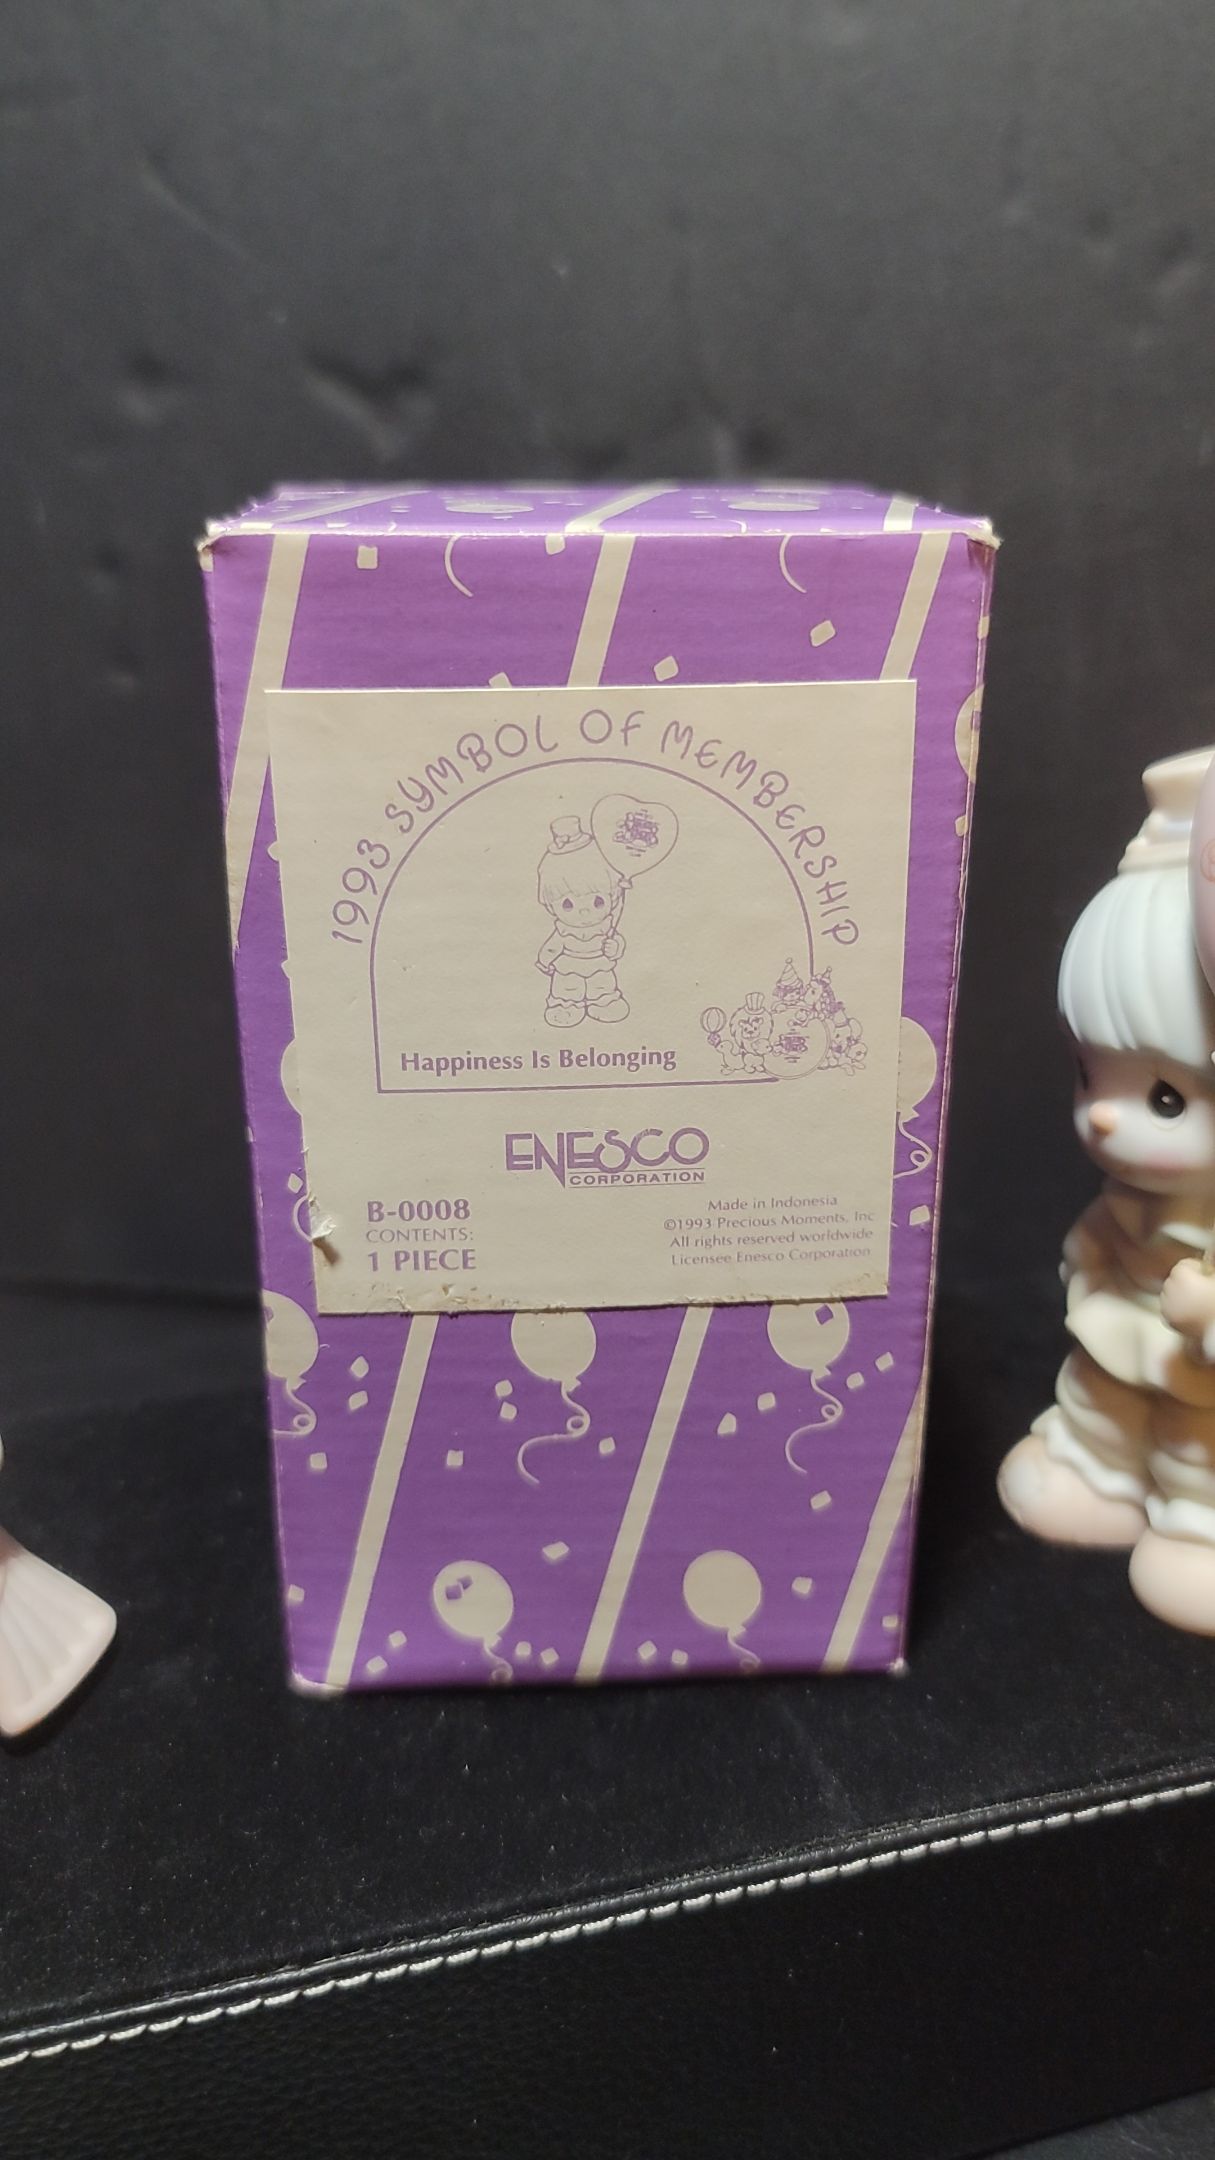 1993 SYMBOL OF MEMBERSHIP
Happiness Is Belonging
ENESCO
CORPORATION
B-0008
CONTENTS:
1 PIECE
Made in Indonesia
©1993 Precious Moments, Inc
All rights reserved worldwide
Licensee Enesco Corporation